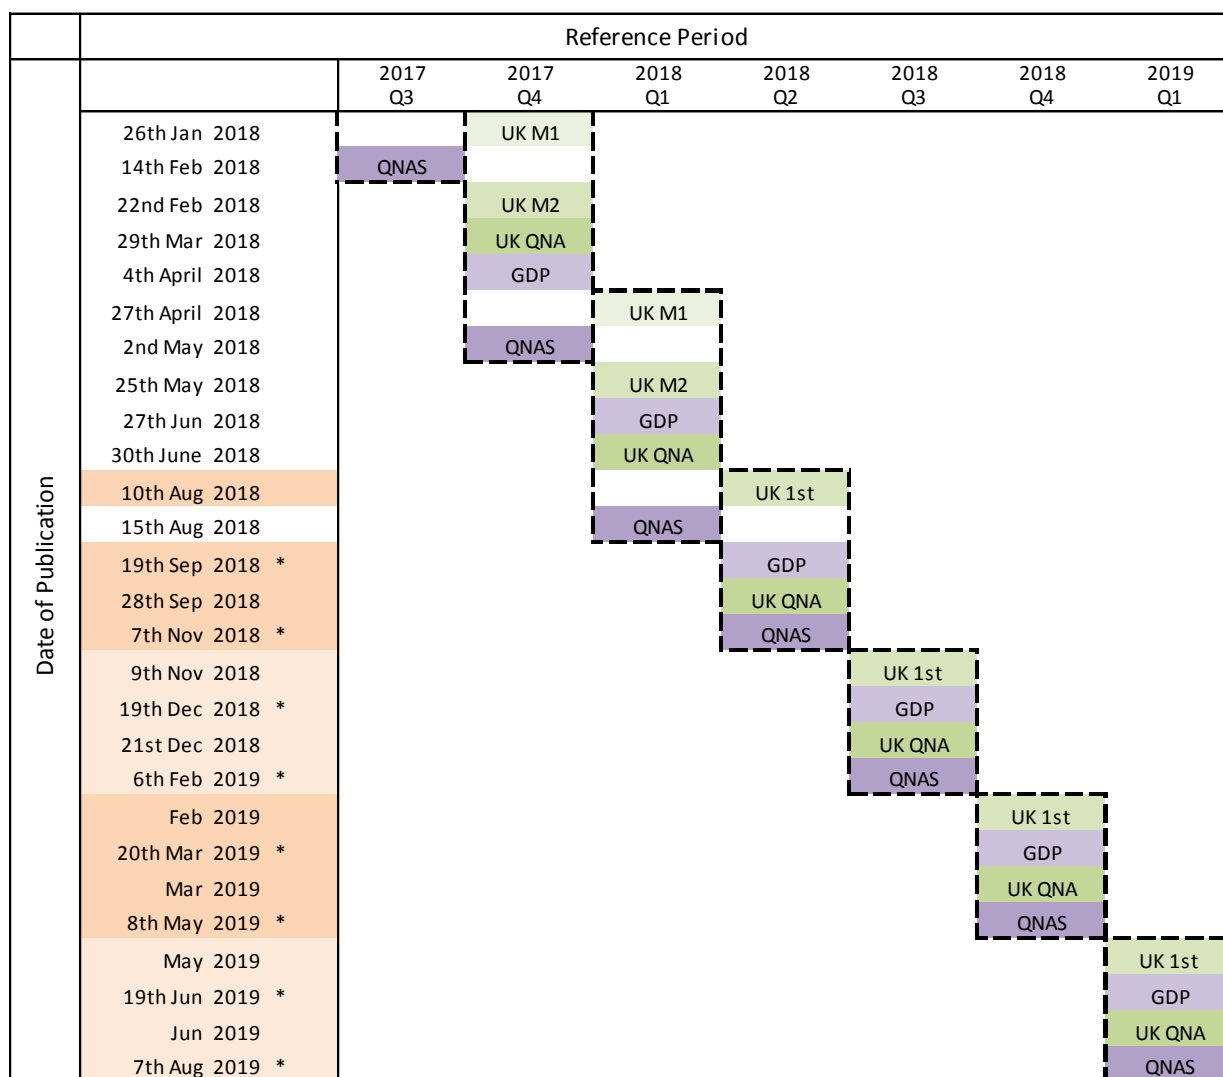 Reference Period
2017 2017 2018 2018 2018 2018 2019
Q3 Q4 Q1 Q2 Q3 Q4 Q1
Date of Publication
26th Jan 2018 UK M1
14th Feb 2018 QNAS
22nd Feb 2018 UK M2
29th Mar 2018 UK QNA
4th April 2018 GDP
27th April 2018 UK M1
2nd May 2018 QNAS
25th May 2018 UK M2
27th Jun 2018 GDP
30th June 2018 UK QNA
10th Aug 2018 UK 1st
15th Aug 2018 QNAS
19th Sep 2018 * GDP
28th Sep 2018 UK QNA
7th Nov 2018 * QNAS
9th Nov 2018 UK 1st
19th Dec 2018 * GDP
21st Dec 2018 UK QNA
6th Feb 2019 * QNAS
Feb 2019 UK 1st
20th Mar 2019 * GDP
Mar 2019 UK QNA
8th May 2019 * QNAS
May 2019 UK 1st
19th Jun 2019 * GDP
Jun 2019 UK QNA
7th Aug 2019 * QNAS